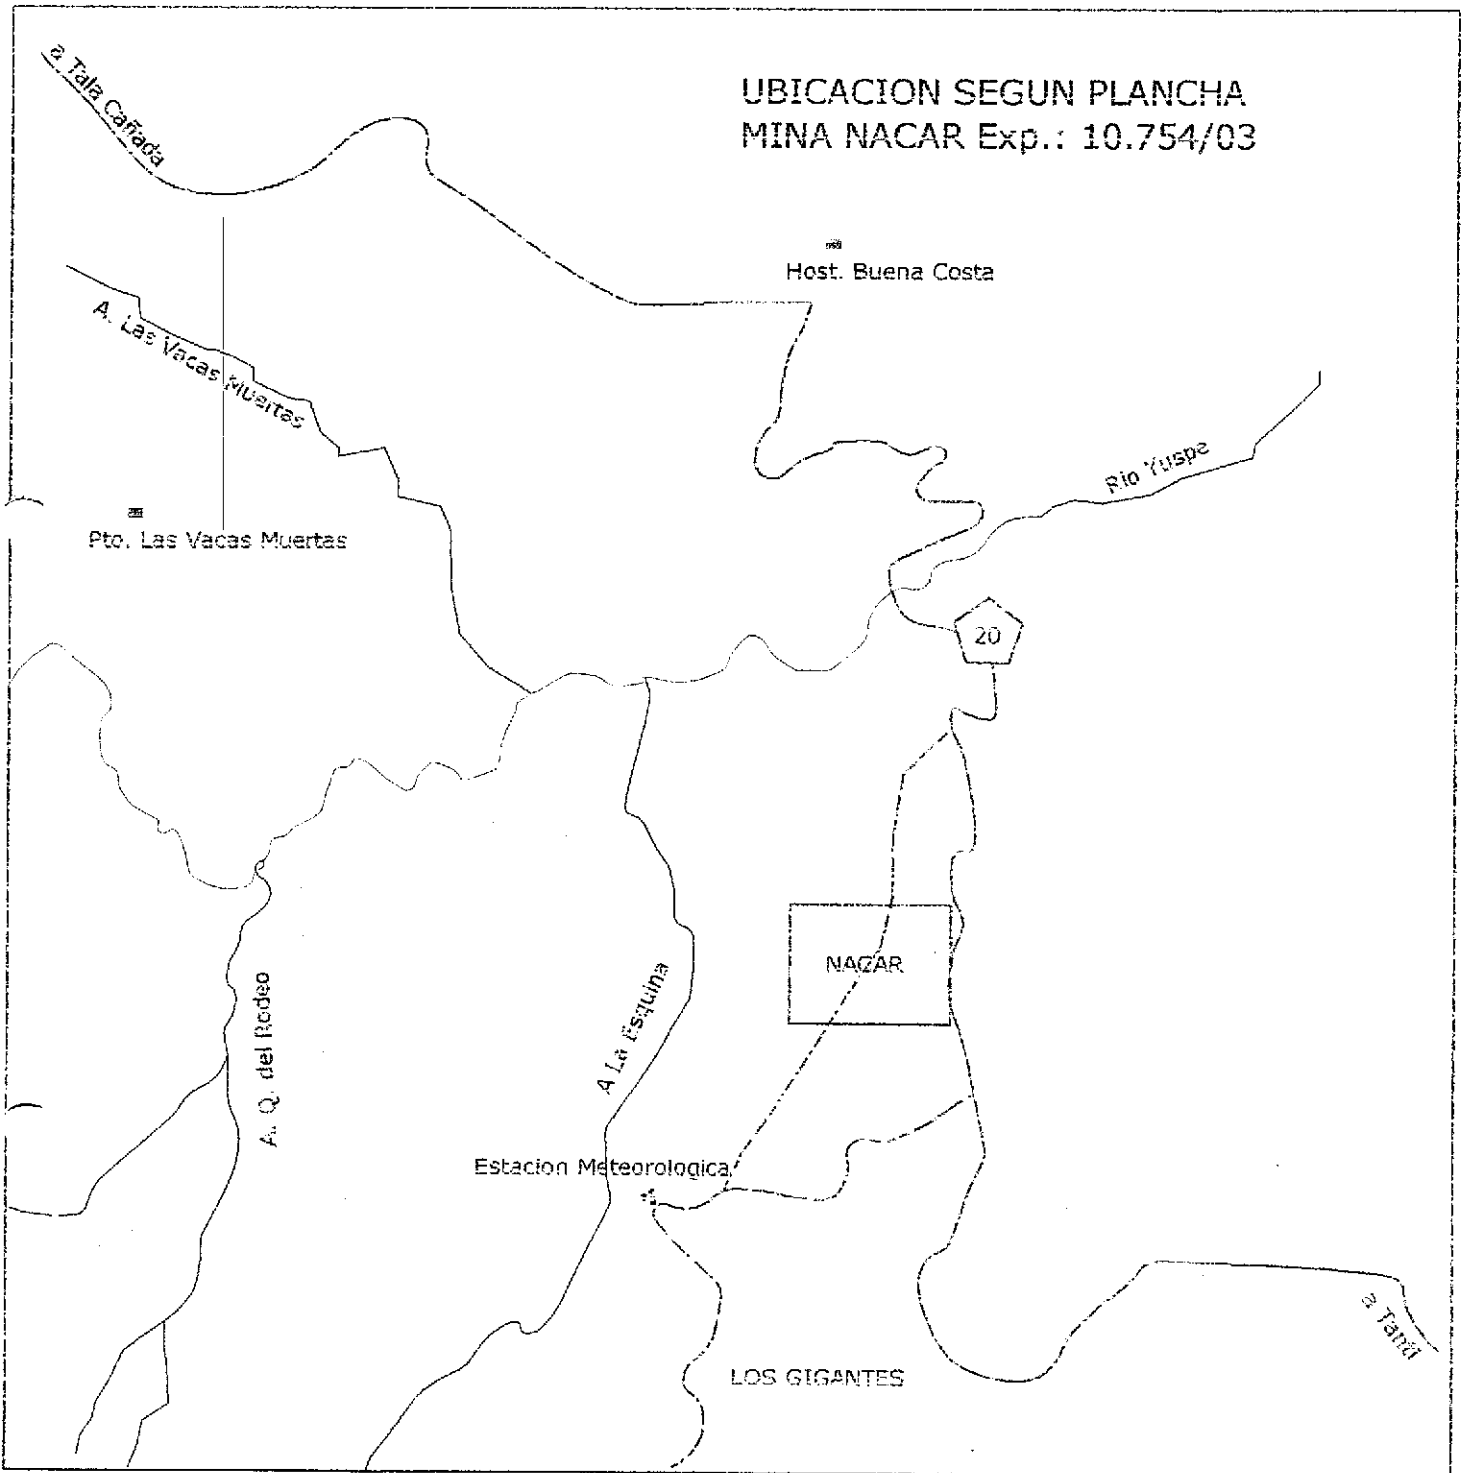 a Tala Cañada
UBICACION SEGUN PLANCHA
MINA NACAR Exp.: 10.754/03
Host. Buena Costa
A. Las Vacas Muertas
Rio Yuspe
Pto. Las Vacas Muertas
20
NACAR
A. Q. del Rodeo
A La Esquina
Estacion Meteorologica
a Tanti
LOS GIGANTES